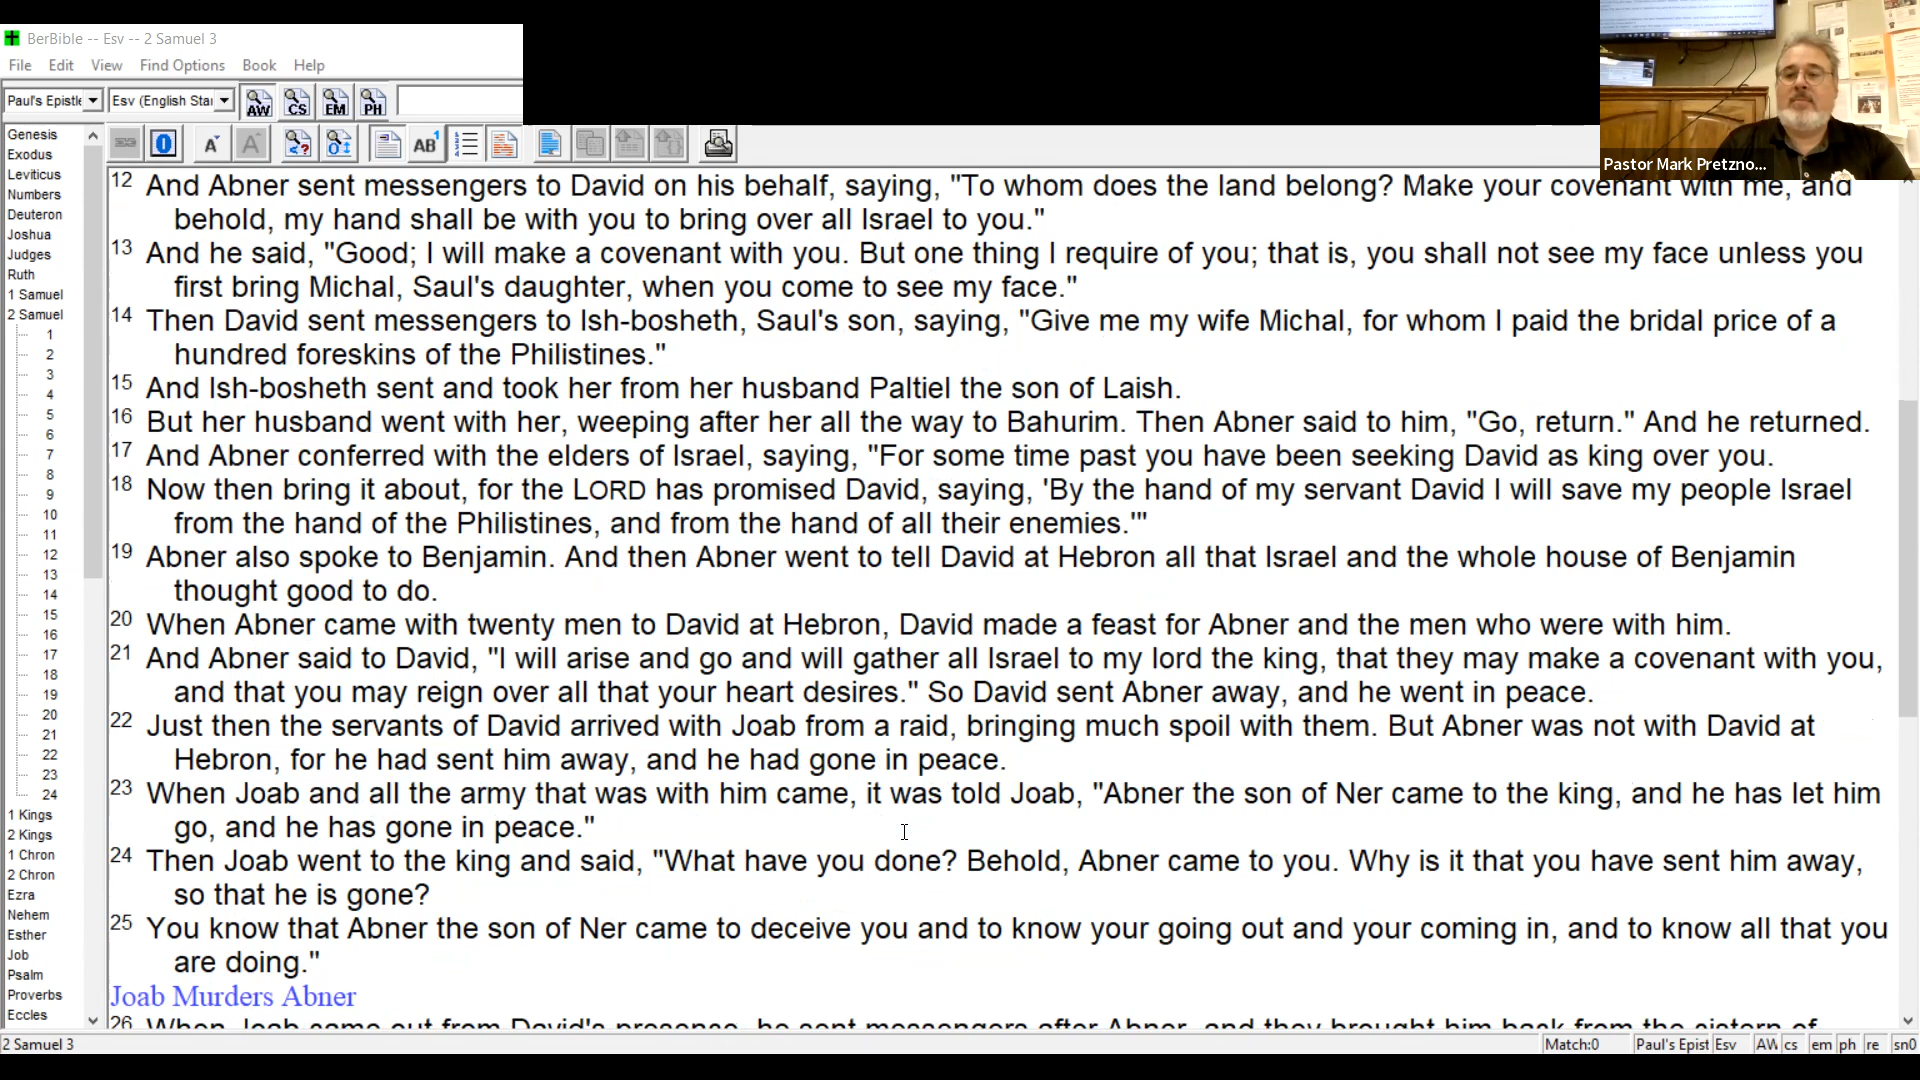 BerBible -- Esv -- 2 Samuel 3
File Edit View Find Options Book Help
Paul's Epistle Esv (English Sta AW CS EM PH
AB¹
Pastor Mark Pretzno...
Genesis
Exodus
Leviticus
Numbers
Deuteron
Joshua
Judges
Ruth
1 Samuel
2 Samuel
1
2
3
4
5
6
7
8
9
10
11
12
13
14
15
16
17
18
19
20
21
22
23
24
1 Kings
2 Kings
1 Chron
2 Chron
Ezra
Nehem
Esther
Job
Psalm
Proverbs
Eccles
12 And Abner sent messengers to David on his behalf, saying, "To whom does the land belong? Make your covenant with me, and
behold, my hand shall be with you to bring over all Israel to you."
13 And he said, "Good; I will make a covenant with you. But one thing I require of you; that is, you shall not see my face unless you
first bring Michal, Saul's daughter, when you come to see my face."
14 Then David sent messengers to Ish-bosheth, Saul's son, saying, "Give me my wife Michal, for whom I paid the bridal price of a
hundred foreskins of the Philistines."
15 And Ish-bosheth sent and took her from her husband Paltiel the son of Laish.
16 But her husband went with her, weeping after her all the way to Bahurim. Then Abner said to him, "Go, return." And he returned.
17 And Abner conferred with the elders of Israel, saying, "For some time past you have been seeking David as king over you.
18 Now then bring it about, for the LORD has promised David, saying, 'By the hand of my servant David I will save my people Israel
from the hand of the Philistines, and from the hand of all their enemies.'"
19 Abner also spoke to Benjamin. And then Abner went to tell David at Hebron all that Israel and the whole house of Benjamin
thought good to do.
20 When Abner came with twenty men to David at Hebron, David made a feast for Abner and the men who were with him.
21 And Abner said to David, "I will arise and go and will gather all Israel to my lord the king, that they may make a covenant with you,
and that you may reign over all that your heart desires." So David sent Abner away, and he went in peace.
22 Just then the servants of David arrived with Joab from a raid, bringing much spoil with them. But Abner was not with David at
Hebron, for he had sent him away, and he had gone in peace.
23 When Joab and all the army that was with him came, it was told Joab, "Abner the son of Ner came to the king, and he has let him
go, and he has gone in peace."
24 Then Joab went to the king and said, "What have you done? Behold, Abner came to you. Why is it that you have sent him away,
so that he is gone?
25 You know that Abner the son of Ner came to deceive you and to know your going out and your coming in, and to know all that you
are doing."
Joab Murders Abner
26 When Joab came out from David's presence, he sent messengers after Abner, and they brought him back from the cistern of
2 Samuel 3 Match:0 Paul's Epist Esv AW cs em ph re sn0